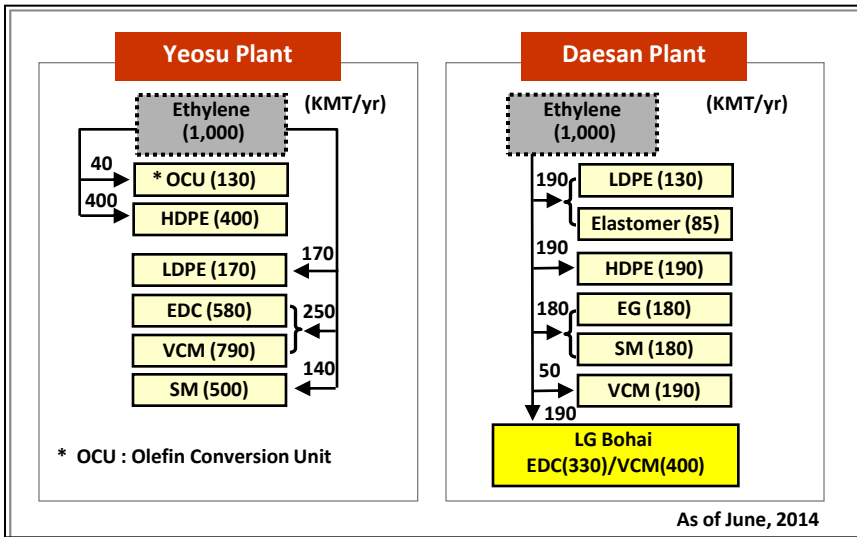 Yeosu Plant
Ethylene
(1,000)
(KMT/yr)
40
* OCU (130)
400
HDPE (400)
170
LDPE (170)
EDC (580)
250
VCM (790)
140
SM (500)
* OCU : Olefin Conversion Unit
Daesan Plant
Ethylene
(1,000)
(KMT/yr)
190
LDPE (130)
Elastomer (85)
190
HDPE (190)
180
EG (180)
SM (180)
50
VCM (190)
190
LG Bohai
EDC(330)/VCM(400)
As of June, 2014